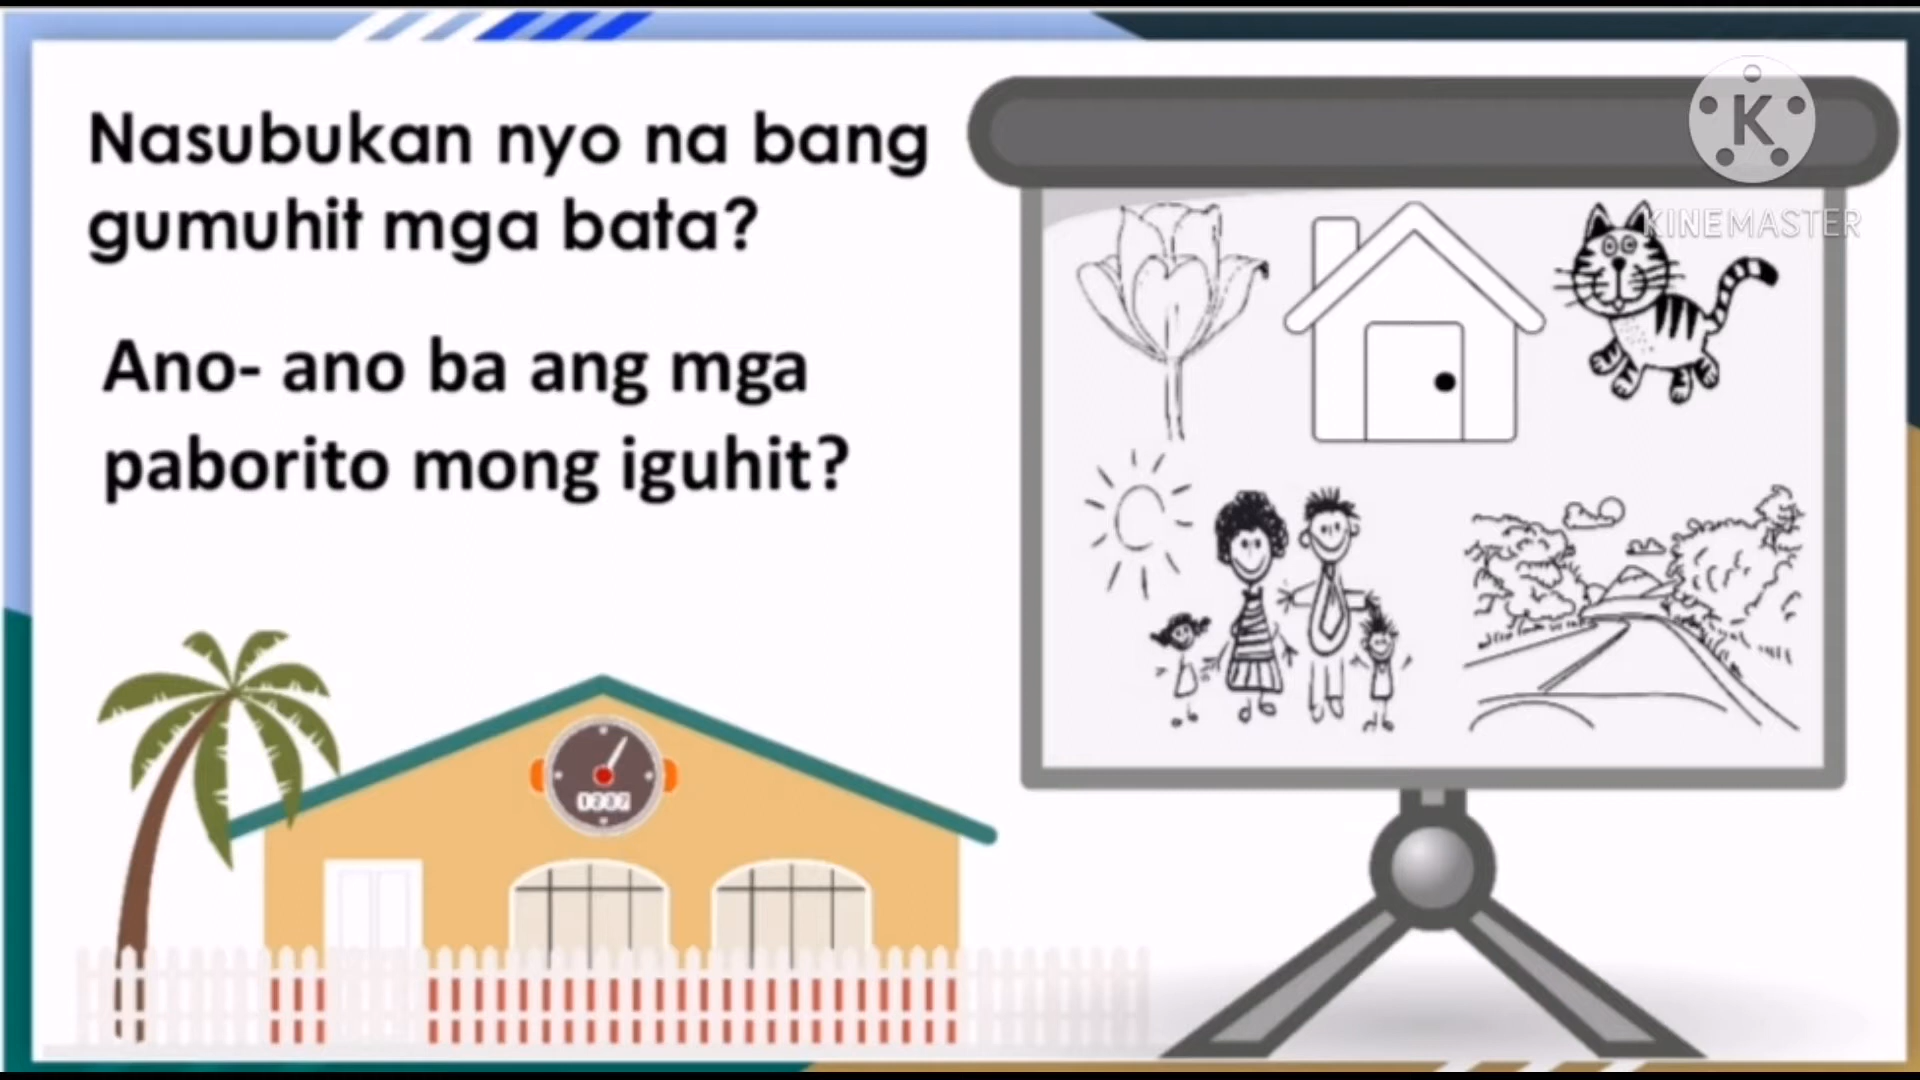 Nasubukan nyo na bang
gumuhit mga bata?
Ano- ano ba ang mga
paborito mong iguhit?
K
KINEMASTER